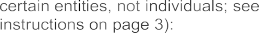 certain entities, not individuals; see
instructions on page 3):